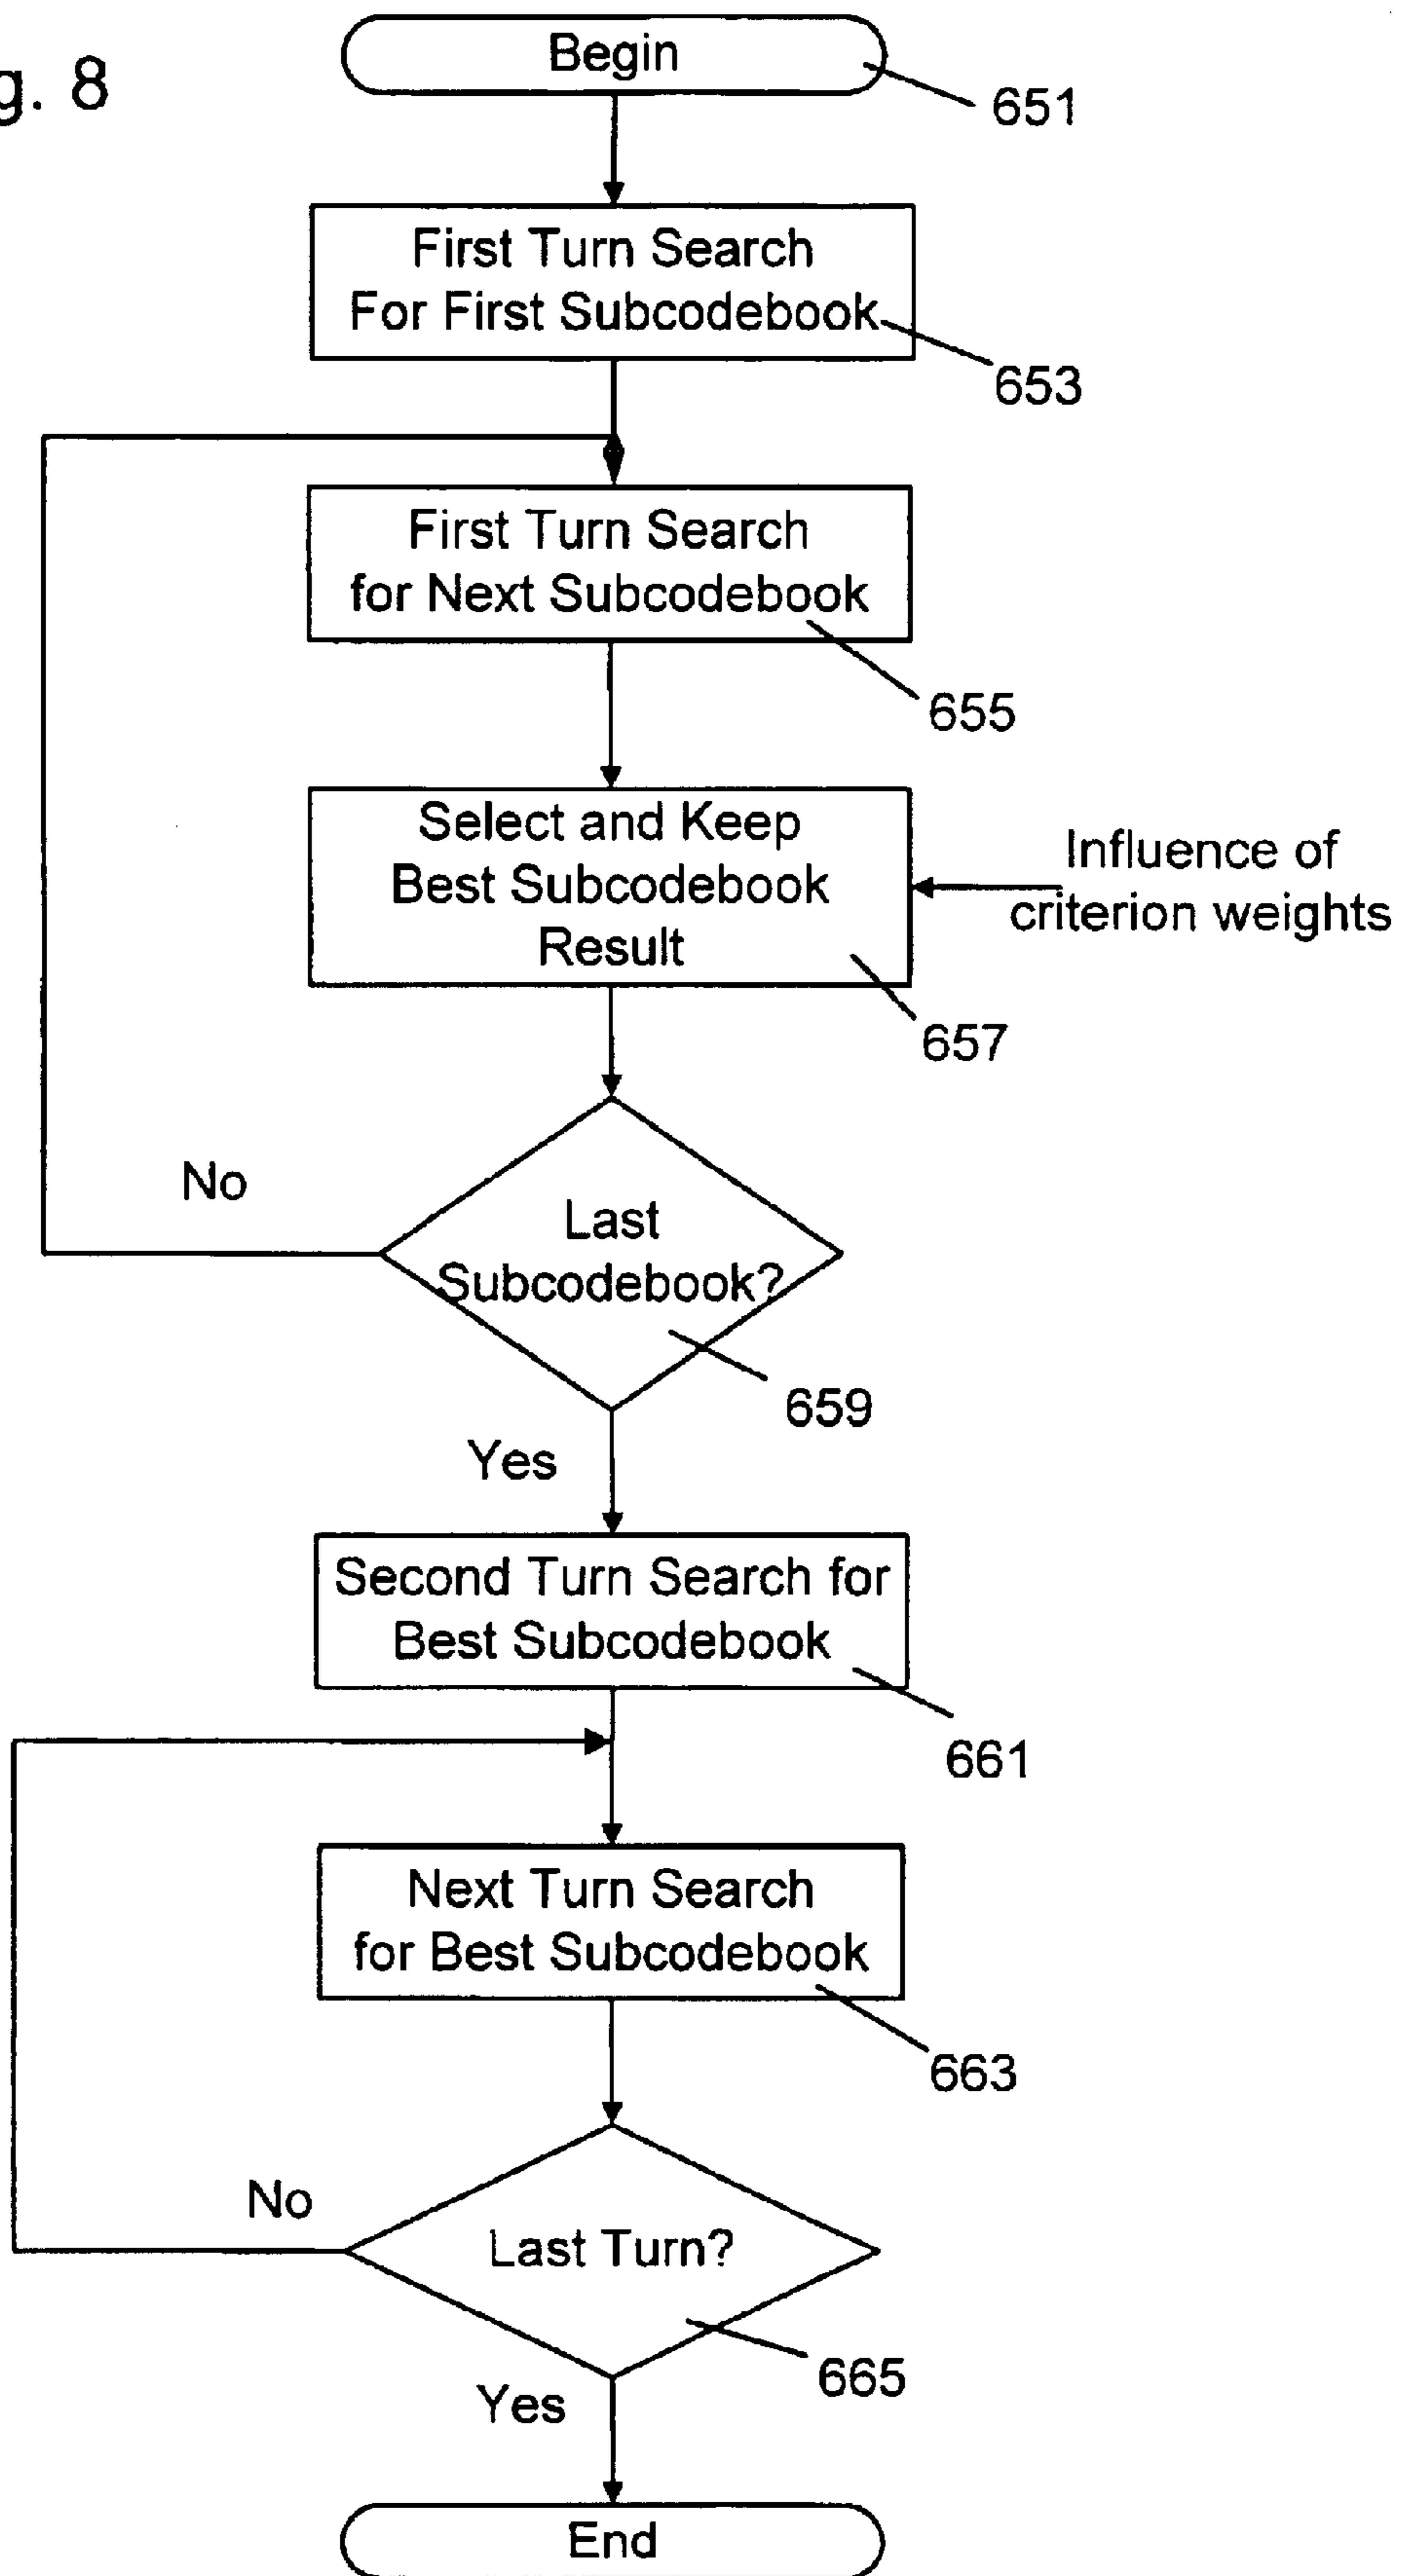 g. 8
Begin
651
First Turn Search
For First Subcodebook
653
First Turn Search
for Next Subcodebook
655
Select and Keep
Best Subcodebook
Result
Influence of
criterion weights
657
No
Last
Subcodebook?
659
Yes
Second Turn Search for
Best Subcodebook
661
Next Turn Search
for Best Subcodebook
663
No
Last Turn?
665
Yes
End